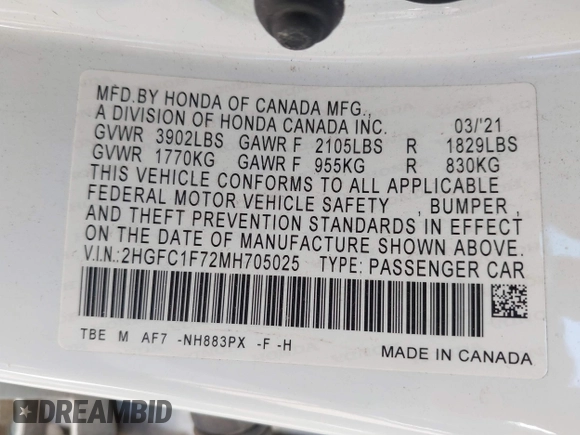 MFD.BY HONDA OF CANADA MFG.,
A DIVISION OF HONDA CANADA INC. 03/'21
GVWR 3902LBS GAWR F 2105LBS R 1829LBS
GVWR 1770KG GAWR F 955KG R 830KG
THIS VEHICLE CONFORMS TO ALL APPLICABLE
FEDERAL MOTOR VEHICLE SAFETY , BUMPER ,
AND THEFT PREVENTION STANDARDS IN EFFECT
ON THE DATE OF MANUFACTURE SHOWN ABOVE.
V.I.N.:2HGFC1F72MH705025 TYPE: PASSENGER CAR
TBE M AF7 -NH883PX -F -H
MADE IN CANADA
DREAMBID